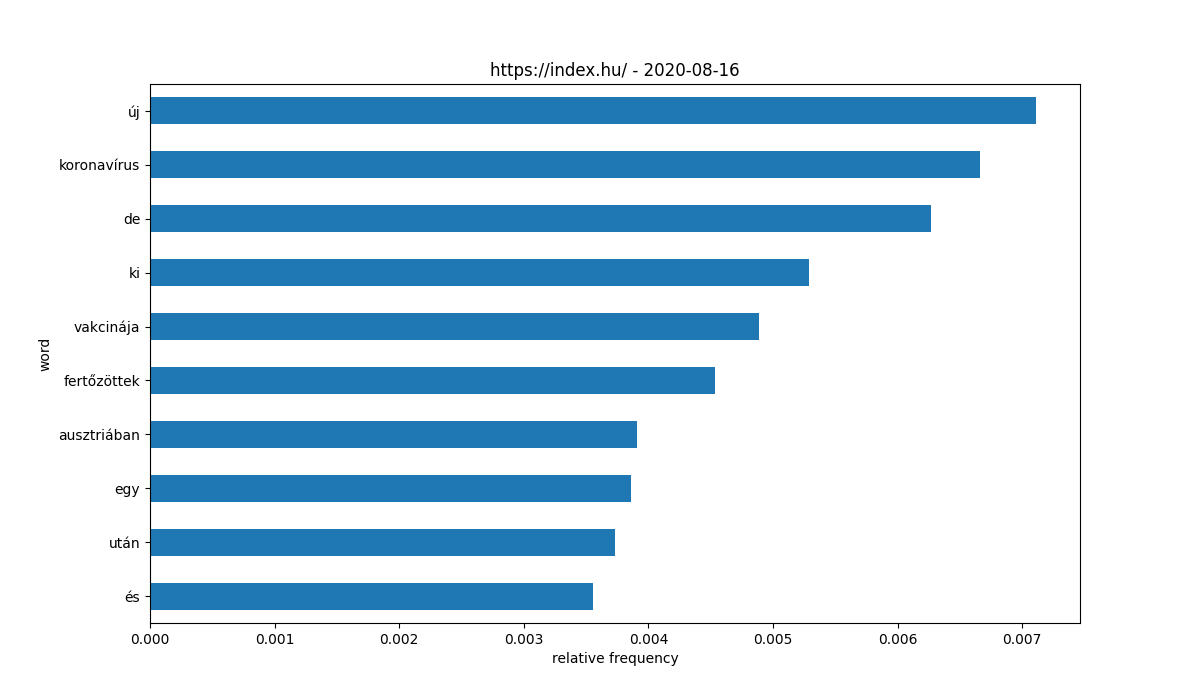 https://index.hu/ - 2020-08-16
új
koronavírus
de
ki
vakcinája
fertőzöttek
ausztriában
egy
után
és
word
0.000 0.001 0.002 0.003 0.004 0.005 0.006 0.007
relative frequency